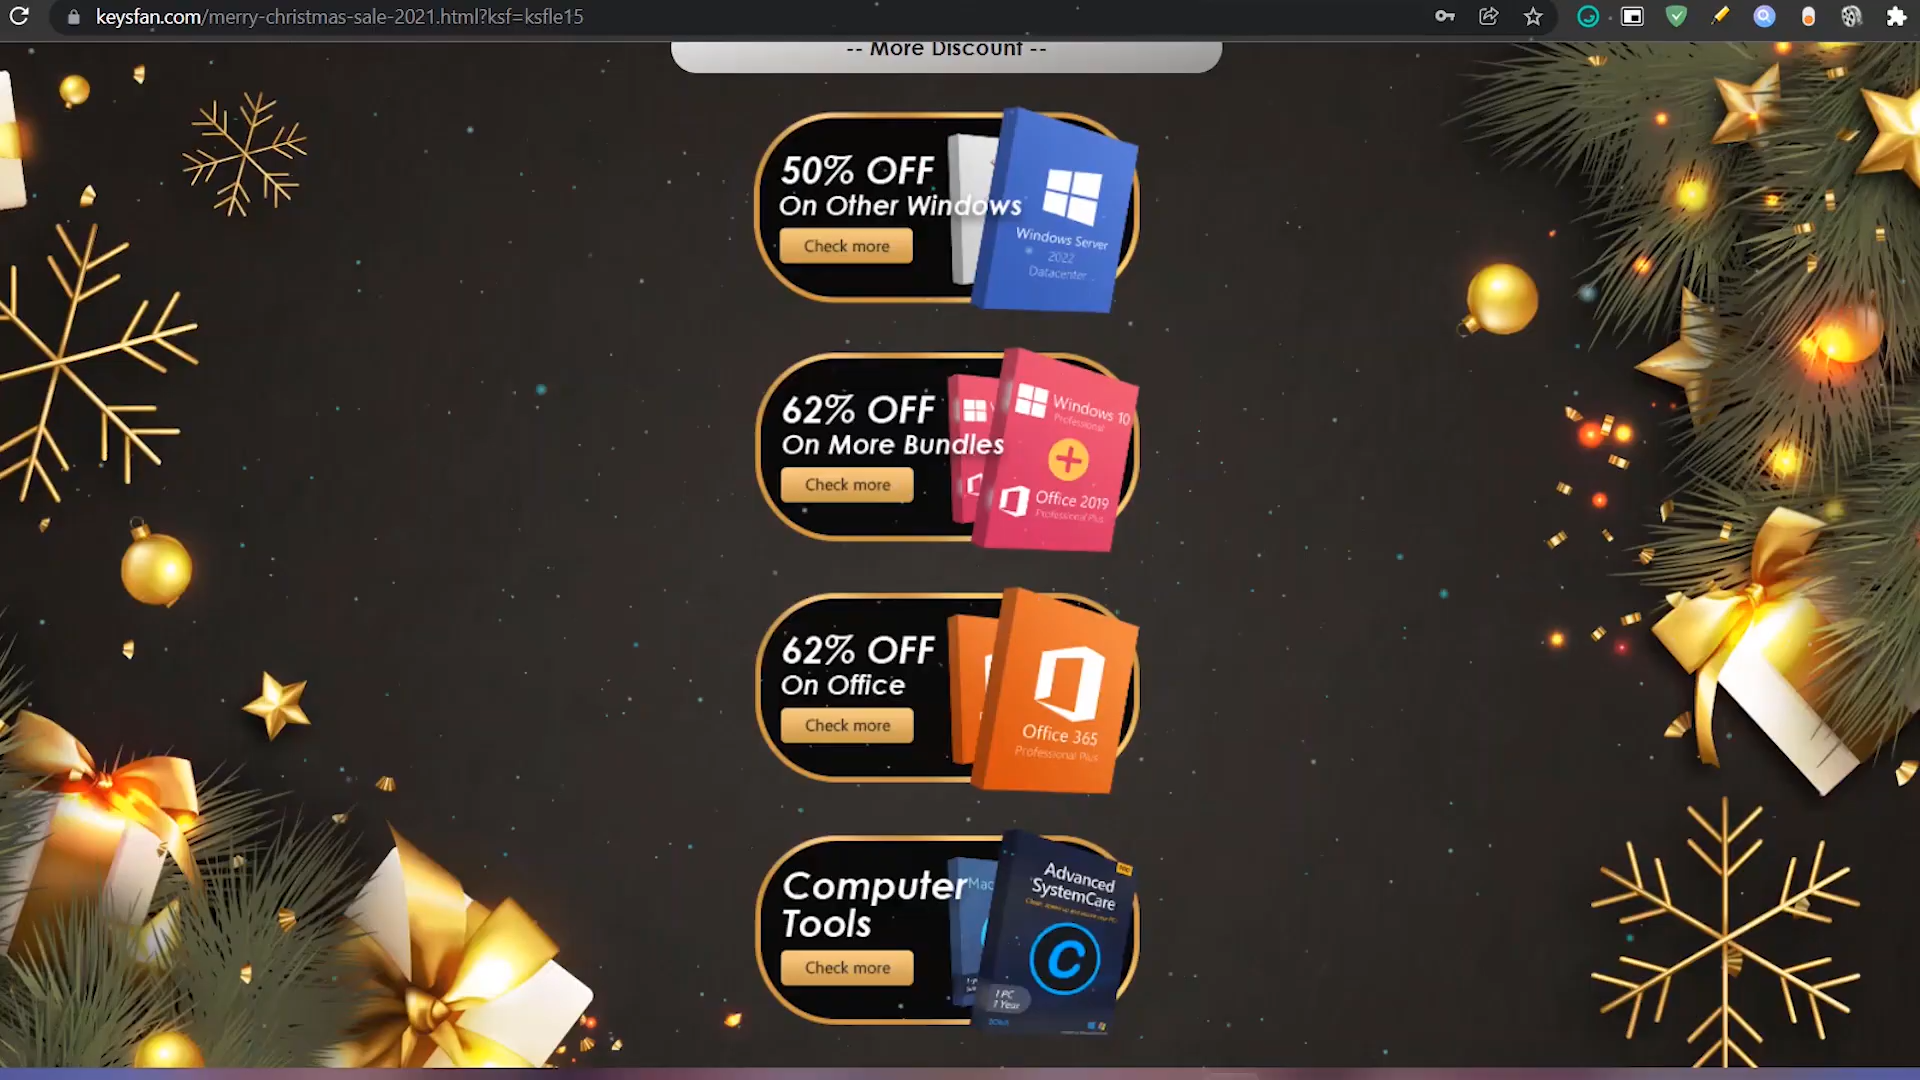 keysfan.com/merry-christmas-sale-2021.html?ksf=ksfle15
-- More Discount --
50% OFF
On Other Windows
Check more
Windows Server
2022
Datacenter
62% OFF
On More Bundles
Check more
Windows 10
Professional
Office 2019
Professional Plus
62% OFF
On Office
Check more
Office 365
Professional Plus
Computer
Tools
Check more
Mac
Advanced
SystemCare
PRO
1 PC
1 Year